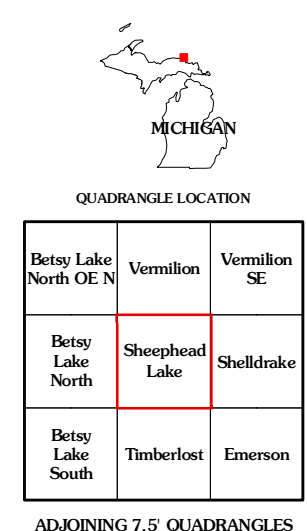 MICHIGAN
QUADRANGLE LOCATION
Betsy Lake
North OE N
Vermilion
Vermilion
SE
Betsy
Lake
North
Sheephead
Lake
Shelldrake
Betsy
Lake
South
Timberlost
Emerson
ADJOINING 7.5' QUADRANGLES